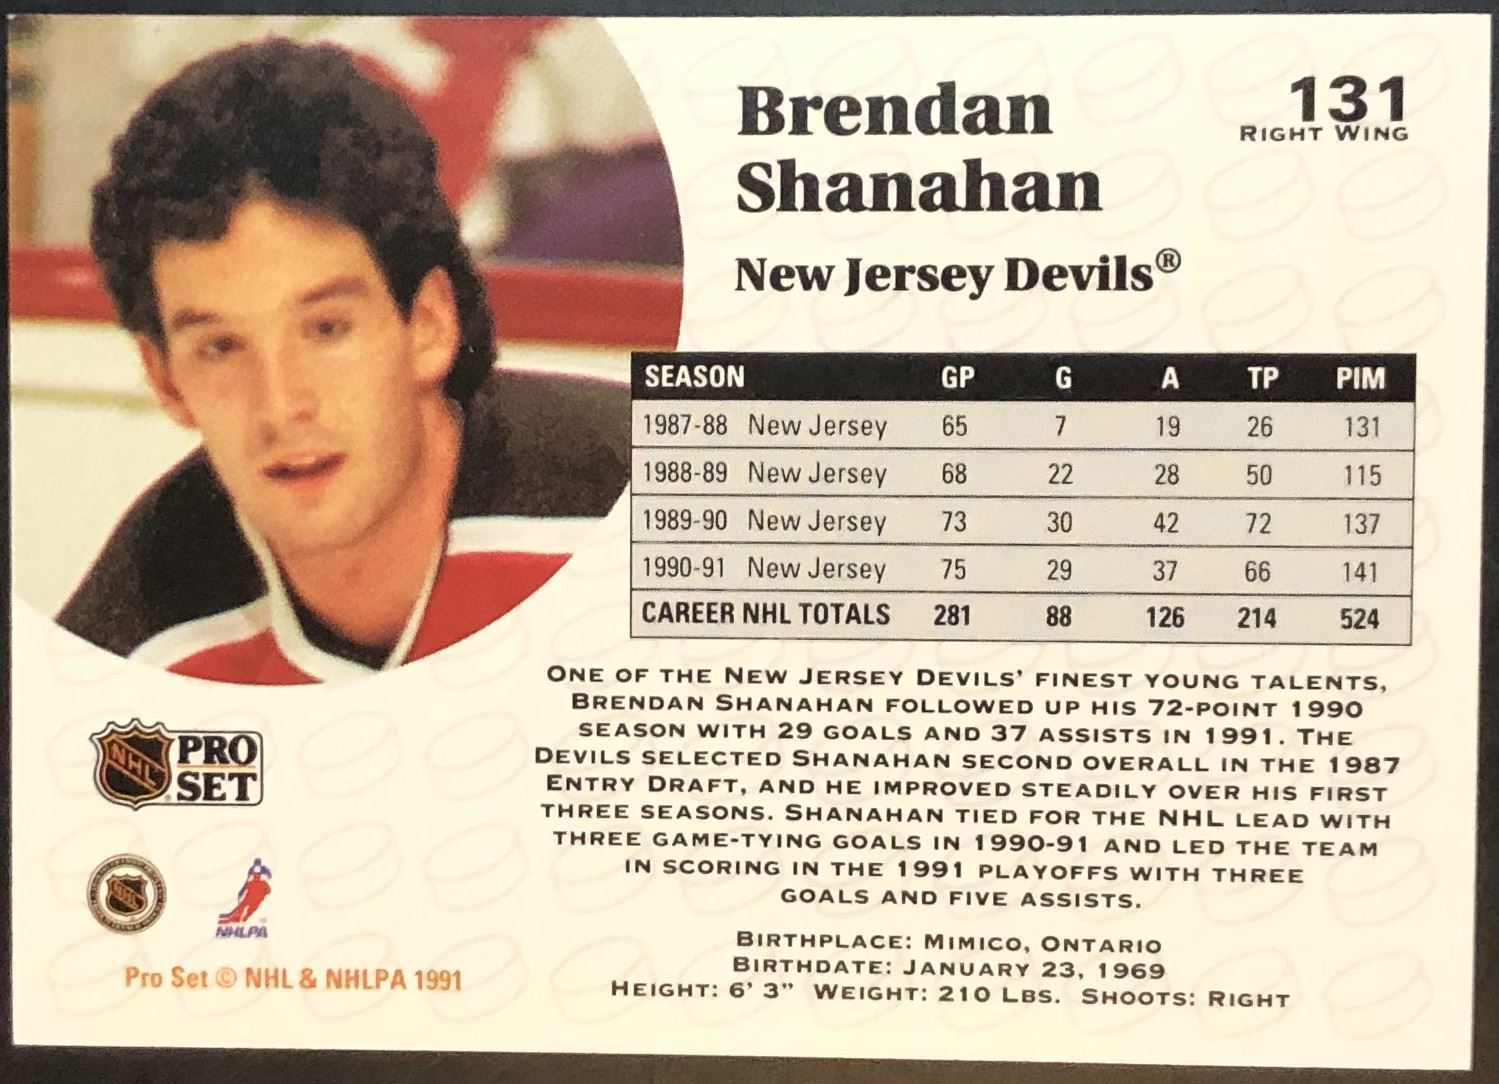 131
RIGHT WING
Brendan
Shanahan
New Jersey Devils®
SEASON GP G A TP PIM
1987-88 New Jersey 65 7 19 26 131
1988-89 New Jersey 68 22 28 50 115
1989-90 New Jersey 73 30 42 72 137
1990-91 New Jersey 75 29 37 66 141
CAREER NHL TOTALS 281 88 126 214 524
ONE OF THE NEW JERSEY DEVILS' FINEST YOUNG TALENTS,
BRENDAN SHANAHAN FOLLOWED UP HIS 72-POINT 1990
SEASON WITH 29 GOALS AND 37 ASSISTS IN 1991. THE
DEVILS SELECTED SHANAHAN SECOND OVERALL IN THE 1987
ENTRY DRAFT, AND HE IMPROVED STEADILY OVER HIS FIRST
THREE SEASONS. SHANAHAN TIED FOR THE NHL LEAD WITH
THREE GAME-TYING GOALS IN 1990-91 AND LED THE TEAM
IN SCORING IN THE 1991 PLAYOFFS WITH THREE
GOALS AND FIVE ASSISTS.
BIRTHPLACE: MIMICO, ONTARIO
BIRTHDATE: JANUARY 23, 1969
HEIGHT: 6' 3" WEIGHT: 210 LBS. SHOOTS: RIGHT
NHL PRO
SET
NHL
NHLPA
Pro Set © NHL & NHLPA 1991